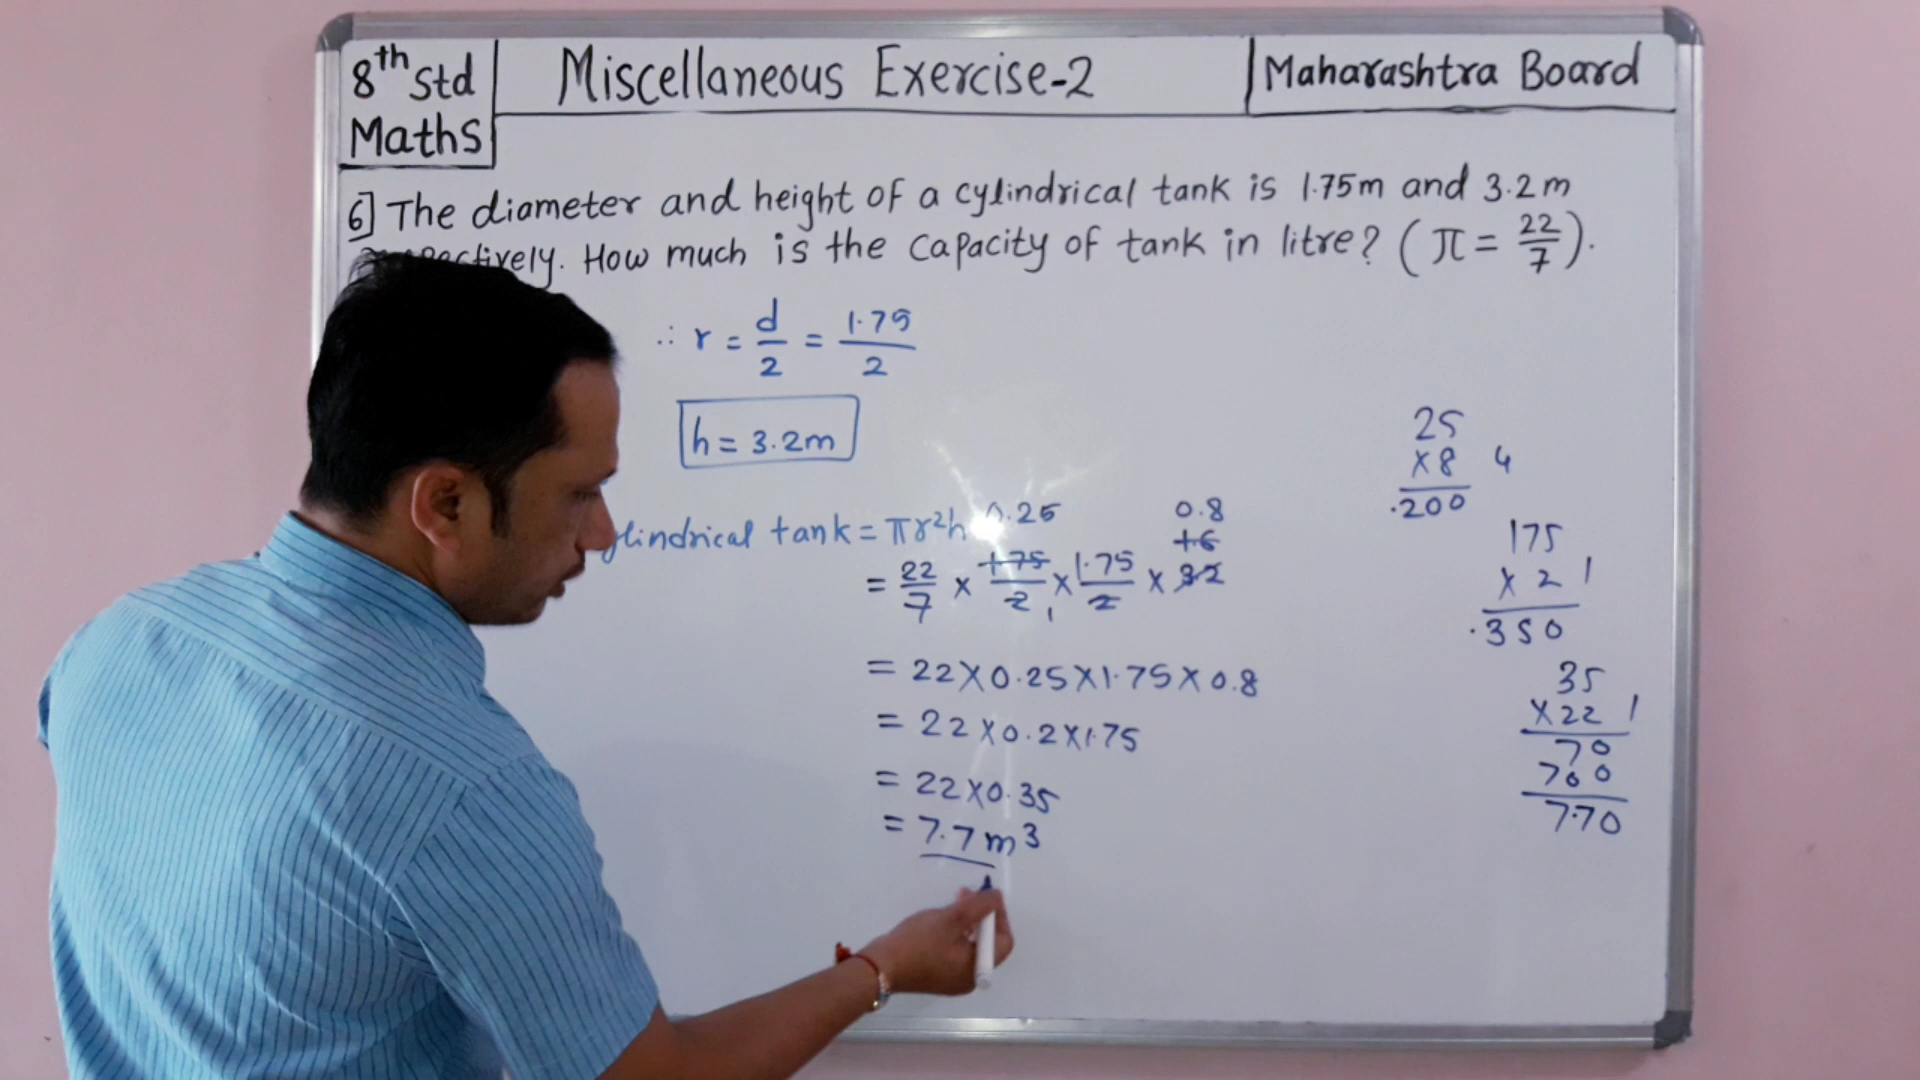 8th Std Maths
Miscellaneous Exercise-2
Maharashtra Board
6] The diameter and height of a cylindrical tank is 1.75m and 3.2m
How much is the capacity of tank in litre? (π = 22/7).
∴ r = d/2 = 1.75/2
h = 3.2m
tank = πr²h
0.25 0.8
16
= 22/7 × 1.75/2 × 1.75/2 × 3.2
1
= 22×0.25×1.75×0.8
= 22×0.2×1.75
= 22×0.35
= 7.7 m³
25
×8 4
.200
175
×2 1
.350
35
×22 1
70
700
7.70